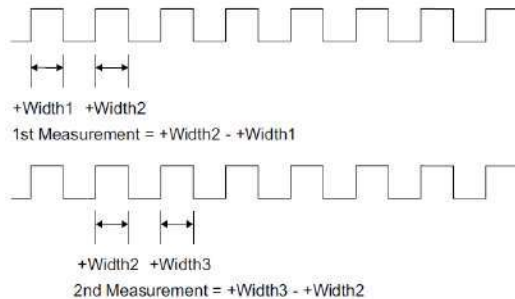 +Width1 +Width2
1st Measurement = +Width2 - +Width1
+Width2 +Width3
2nd Measurement = +Width3 - +Width2